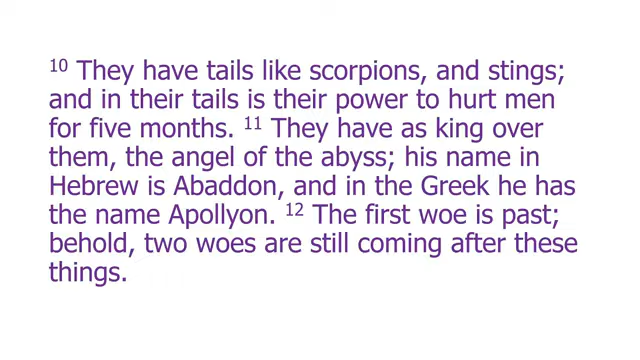 10 They have tails like scorpions, and stings;
and in their tails is their power to hurt men
for five months. 11 They have as king over
them, the angel of the abyss; his name in
Hebrew is Abaddon, and in the Greek he has
the name Apollyon. 12 The first woe is past;
behold, two woes are still coming after these
things.